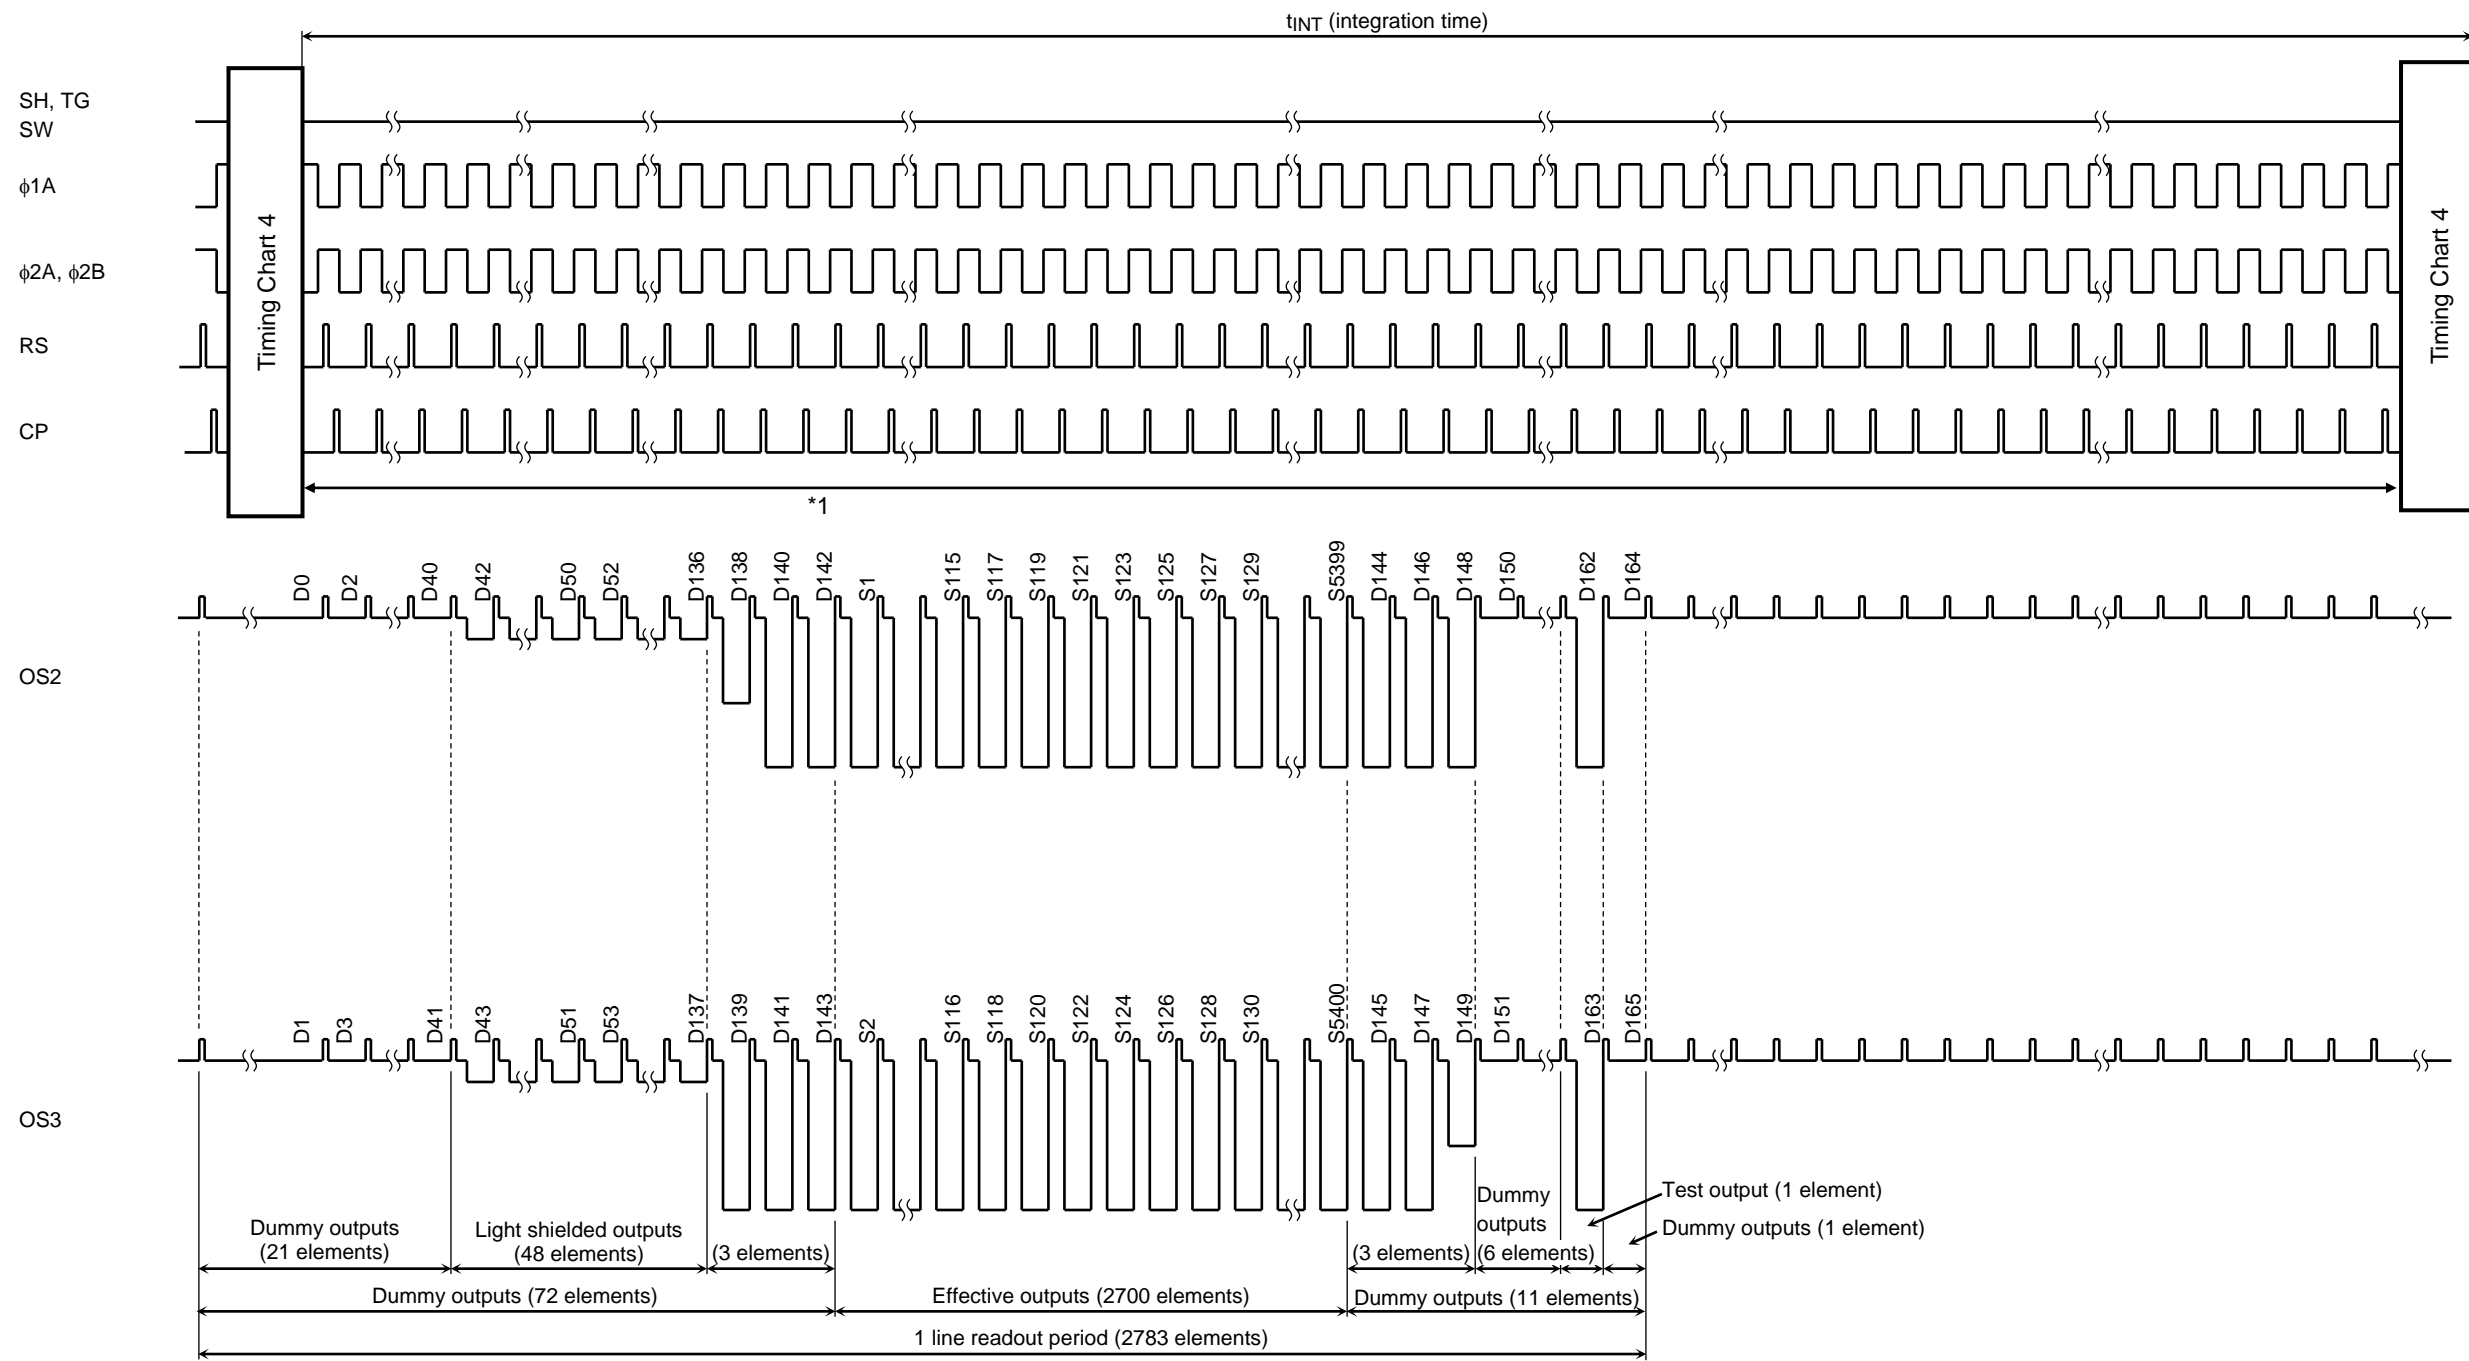 tINT (integration time)
SH, TG
SW
ϕ1A
ϕ2A, ϕ2B
RS
CP
Timing Chart 4
Timing Chart 4
*1
D0
D2
D40
D42
D50
D52
D136
D138
D140
D142
S1
S115
S117
S119
S121
S123
S125
S127
S129
S5399
D144
D146
D148
D150
D162
D164
OS2
D1
D3
D41
D43
D51
D53
D137
D139
D141
D143
S2
S116
S118
S120
S122
S124
S126
S128
S130
S5400
D145
D147
D149
D151
D163
D165
OS3
Dummy outputs
(21 elements)
Light shielded outputs
(48 elements)
(3 elements)
(3 elements)
Dummy
outputs
(6 elements)
Test output (1 element)
Dummy outputs (1 element)
Dummy outputs (72 elements)
Effective outputs (2700 elements)
Dummy outputs (11 elements)
1 line readout period (2783 elements)